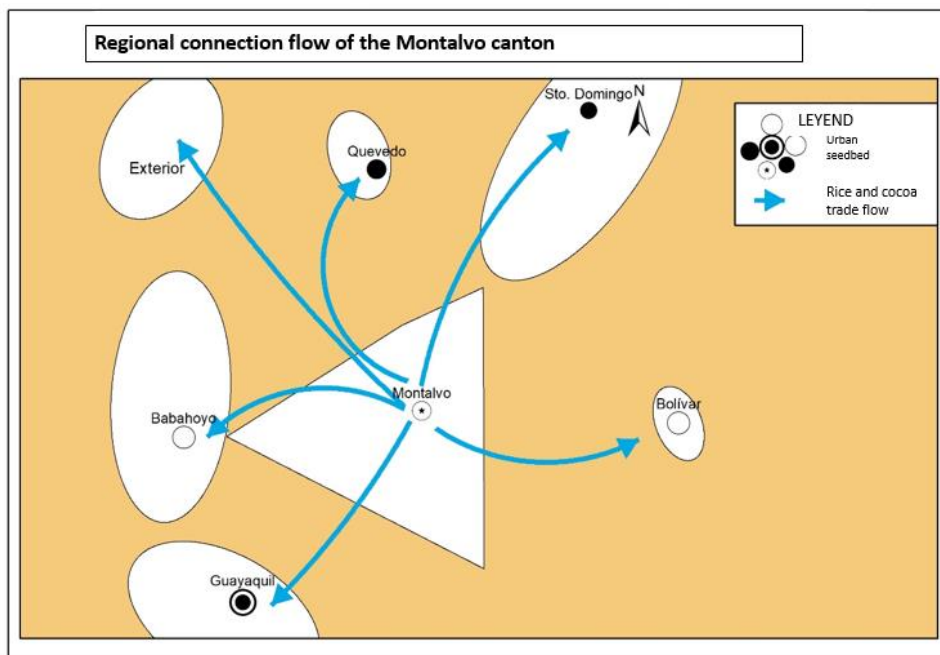 Regional connection flow of the Montalvo canton
Sto. Domingo
N
LEYEND
Urban
seedbed
Rice and cocoa
trade flow
Quevedo
Exterior
Montalvo
Bolívar
Babahoyo
Guayaquil